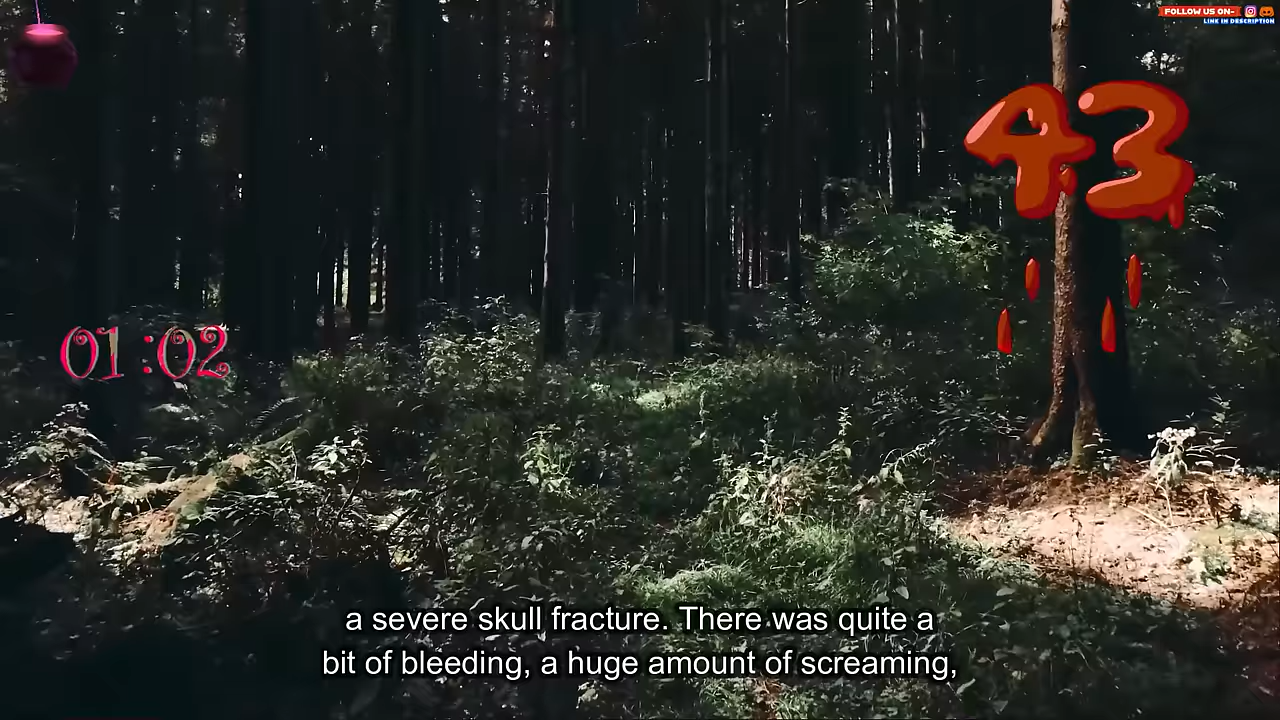 FOLLOW US ON-
LINK IN DESCRIPTION
43
01:02
a severe skull fracture. There was quite a
bit of bleeding, a huge amount of screaming,